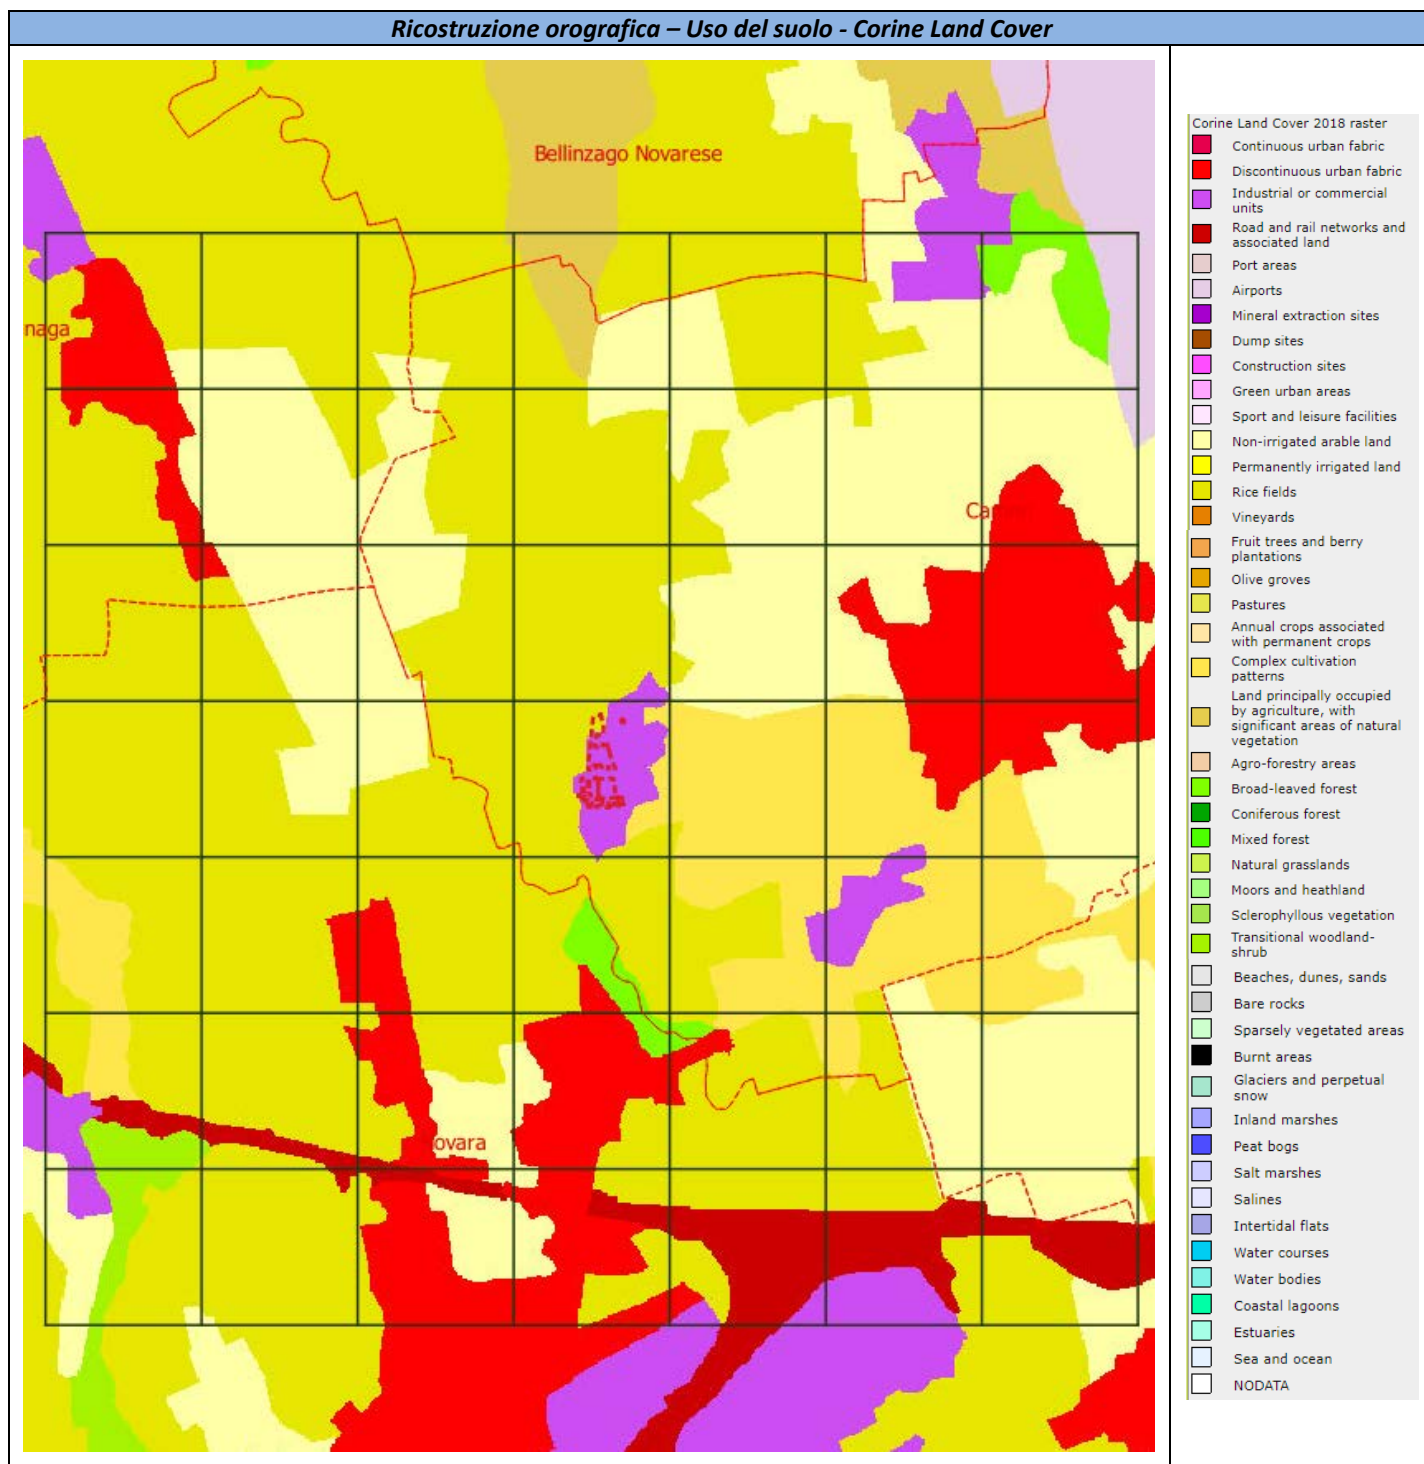 Ricostruzione orografica – Uso del suolo - Corine Land Cover
Bellinzago Novarese
naga
Ca
ovara
Corine Land Cover 2018 raster
Continuous urban fabric
Discontinuous urban fabric
Industrial or commercial
units
Road and rail networks and
associated land
Port areas
Airports
Mineral extraction sites
Dump sites
Construction sites
Green urban areas
Sport and leisure facilities
Non-irrigated arable land
Permanently irrigated land
Rice fields
Vineyards
Fruit trees and berry
plantations
Olive groves
Pastures
Annual crops associated
with permanent crops
Complex cultivation
patterns
Land principally occupied
by agriculture, with
significant areas of natural
vegetation
Agro-forestry areas
Broad-leaved forest
Coniferous forest
Mixed forest
Natural grasslands
Moors and heathland
Sclerophyllous vegetation
Transitional woodland-
shrub
Beaches, dunes, sands
Bare rocks
Sparsely vegetated areas
Burnt areas
Glaciers and perpetual
snow
Inland marshes
Peat bogs
Salt marshes
Salines
Intertidal flats
Water courses
Water bodies
Coastal lagoons
Estuaries
Sea and ocean
NODATA